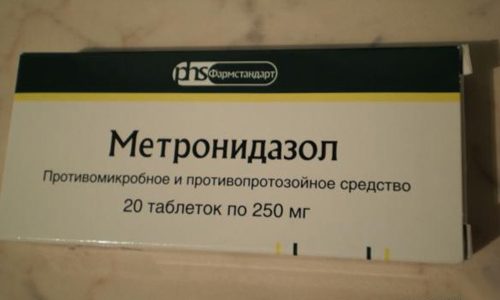 phs Фармстандарт
Метронидазол
Противомикробное и противопротозойное средство
20 таблеток по 250 мг